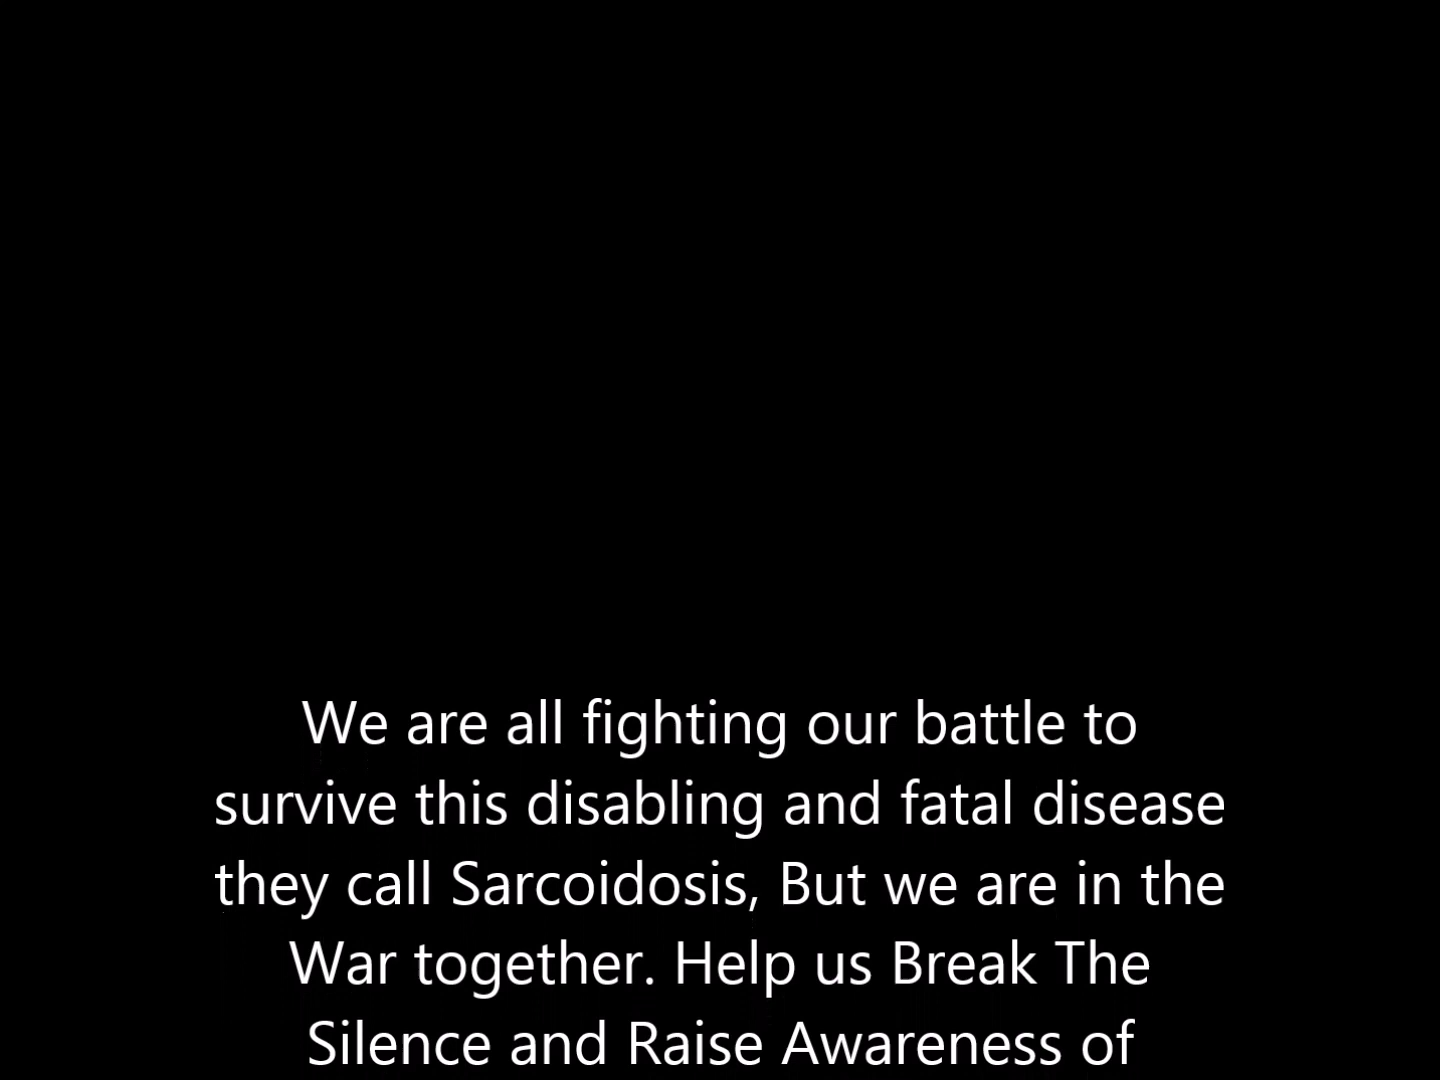 We are all fighting our battle to
survive this disabling and fatal disease
they call Sarcoidosis, But we are in the
War together. Help us Break The
Silence and Raise Awareness of